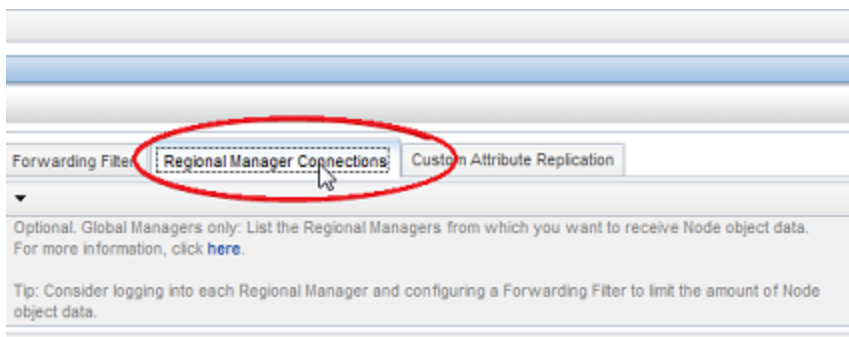 Forwarding Filter Regional Manager Connections Custom Attribute Replication
Optional. Global Managers only: List the Regional Managers from which you want to receive Node object data.
For more information, click here.
Tip: Consider logging into each Regional Manager and configuring a Forwarding Filter to limit the amount of Node
object data.